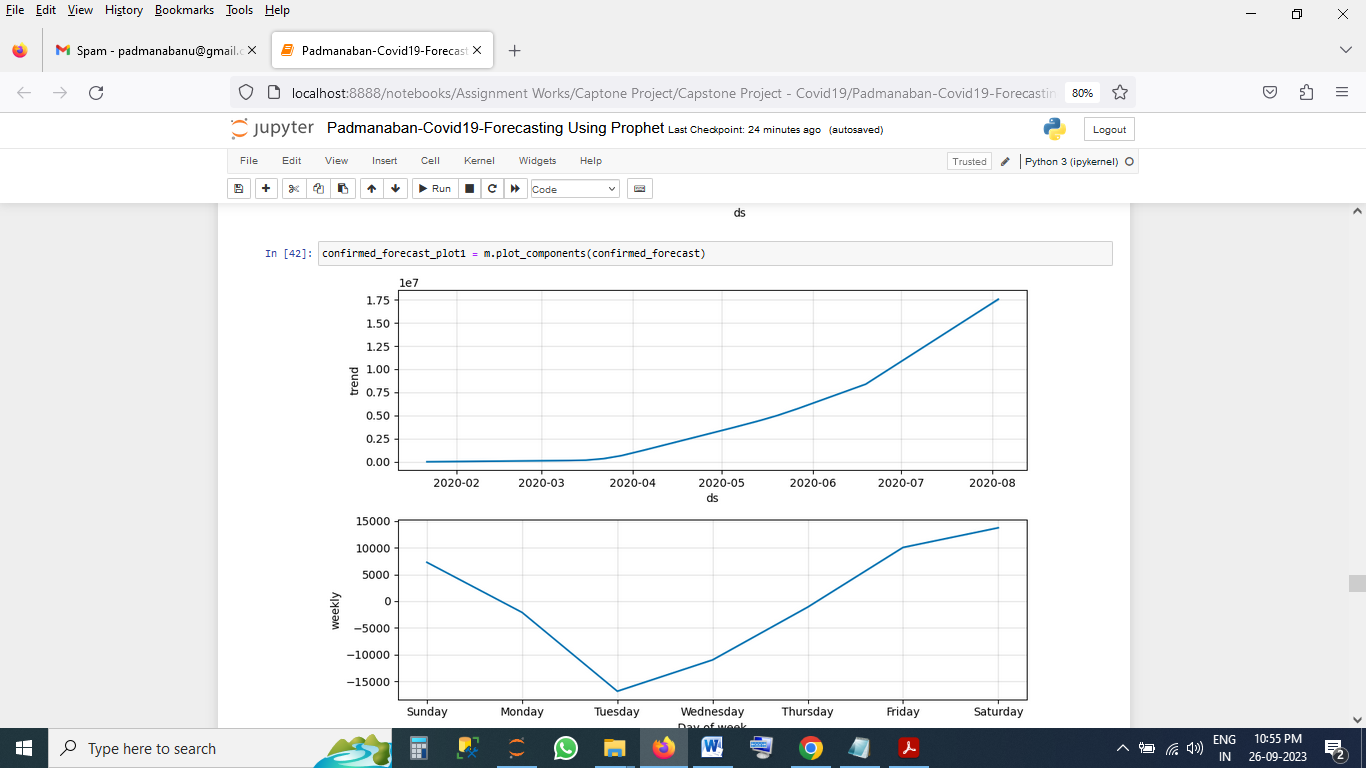 File Edit View History Bookmarks Tools Help
Spam - padmanabanu@gmail.c
Padmanaban-Covid19-Forecast
localhost:8888/notebooks/Assignment Works/Captone Project/Capstone Project - Covid19/Padmanaban-Covid19-Forecastin
80%
jupyter Padmanaban-Covid19-Forecasting Using Prophet Last Checkpoint: 24 minutes ago (autosaved)
Logout
File Edit View Insert Cell Kernel Widgets Help
Trusted
Python 3 (ipykernel)
Run
Code
ds
In [42]: confirmed_forecast_plot1 = m.plot_components(confirmed_forecast)
1e7
1.75
1.50
1.25
1.00
0.75
0.50
0.25
0.00
trend
2020-02 2020-03 2020-04 2020-05 2020-06 2020-07 2020-08
ds
15000
10000
5000
0
−5000
−10000
−15000
weekly
Sunday Monday Tuesday Wednesday Thursday Friday Saturday
Day of week
Type here to search
ENG
IN
10:55 PM
26-09-2023
2